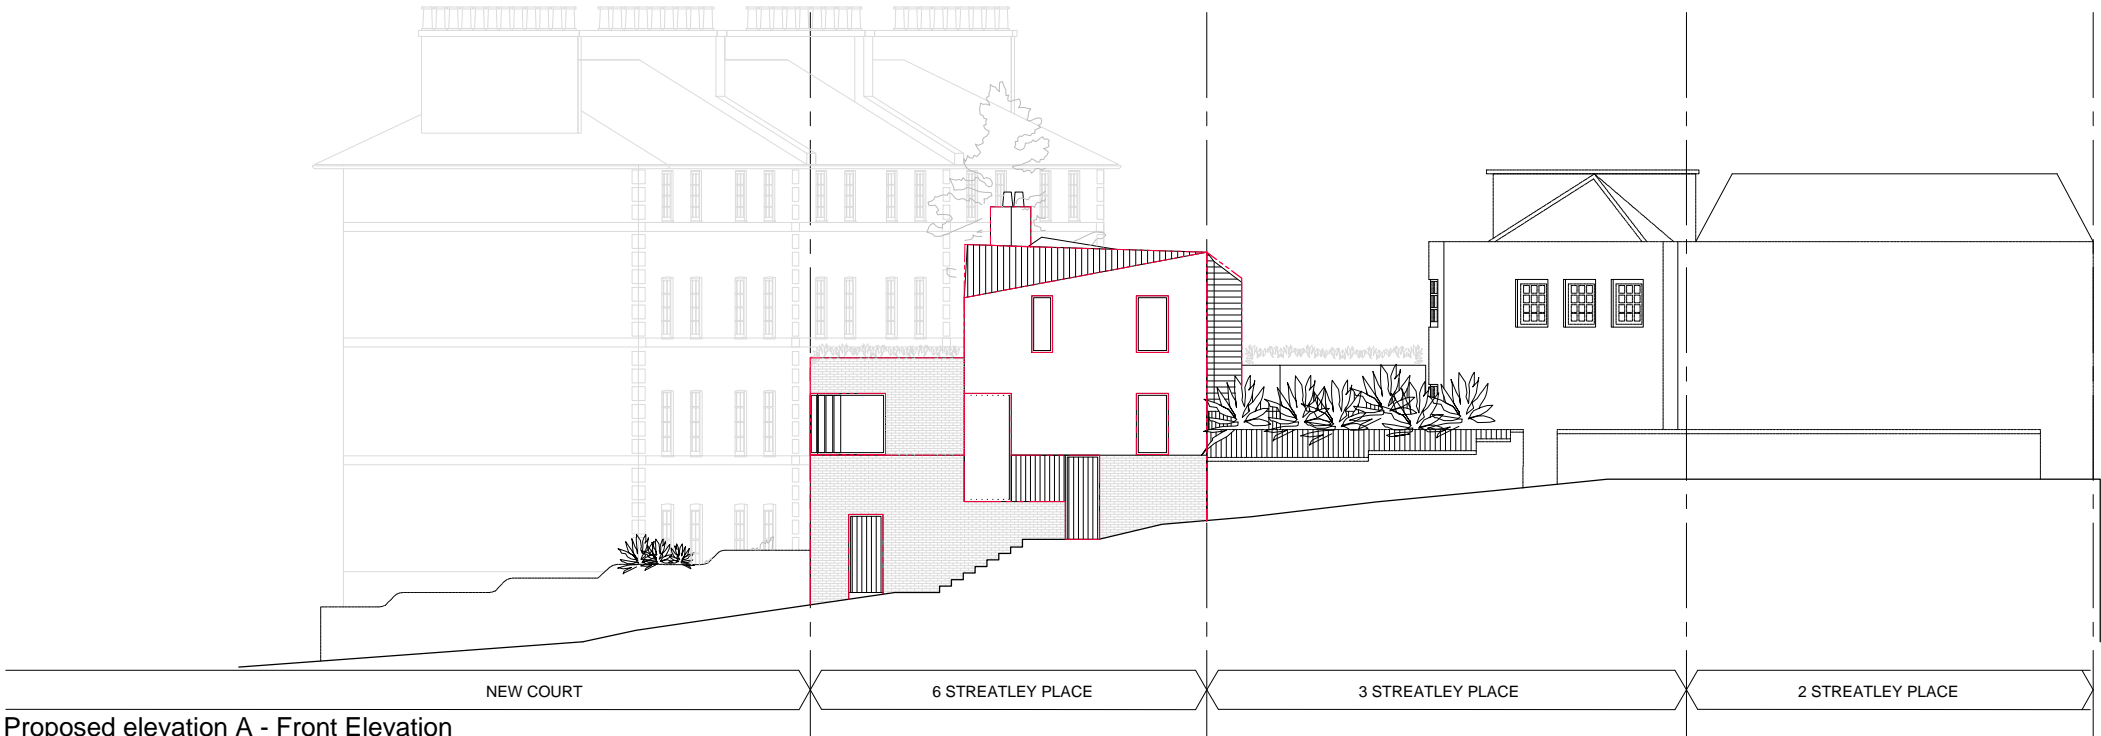 NEW COURT
6 STREATLEY PLACE
3 STREATLEY PLACE
2 STREATLEY PLACE
Proposed elevation A - Front Elevation